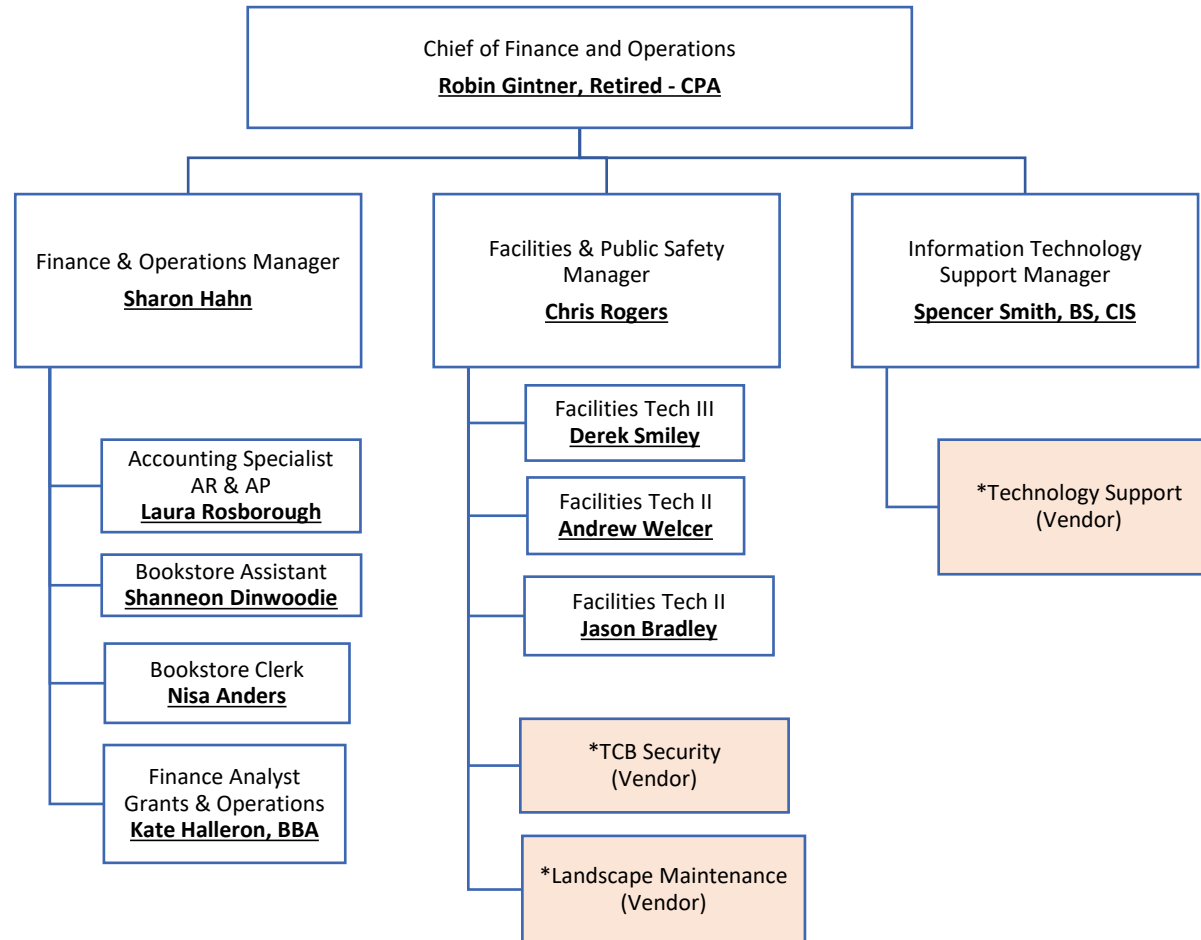 Chief of Finance and Operations
Robin Gintner, Retired - CPA
Finance & Operations Manager
Sharon Hahn
Facilities & Public Safety
Manager
Chris Rogers
Information Technology
Support Manager
Spencer Smith, BS, CIS
Accounting Specialist
AR & AP
Laura Rosborough
Bookstore Assistant
Shanneon Dinwoodie
Bookstore Clerk
Nisa Anders
Finance Analyst
Grants & Operations
Kate Halleron, BBA
Facilities Tech III
Derek Smiley
Facilities Tech II
Andrew Welcer
Facilities Tech II
Jason Bradley
*TCB Security
(Vendor)
*Landscape Maintenance
(Vendor)
*Technology Support
(Vendor)